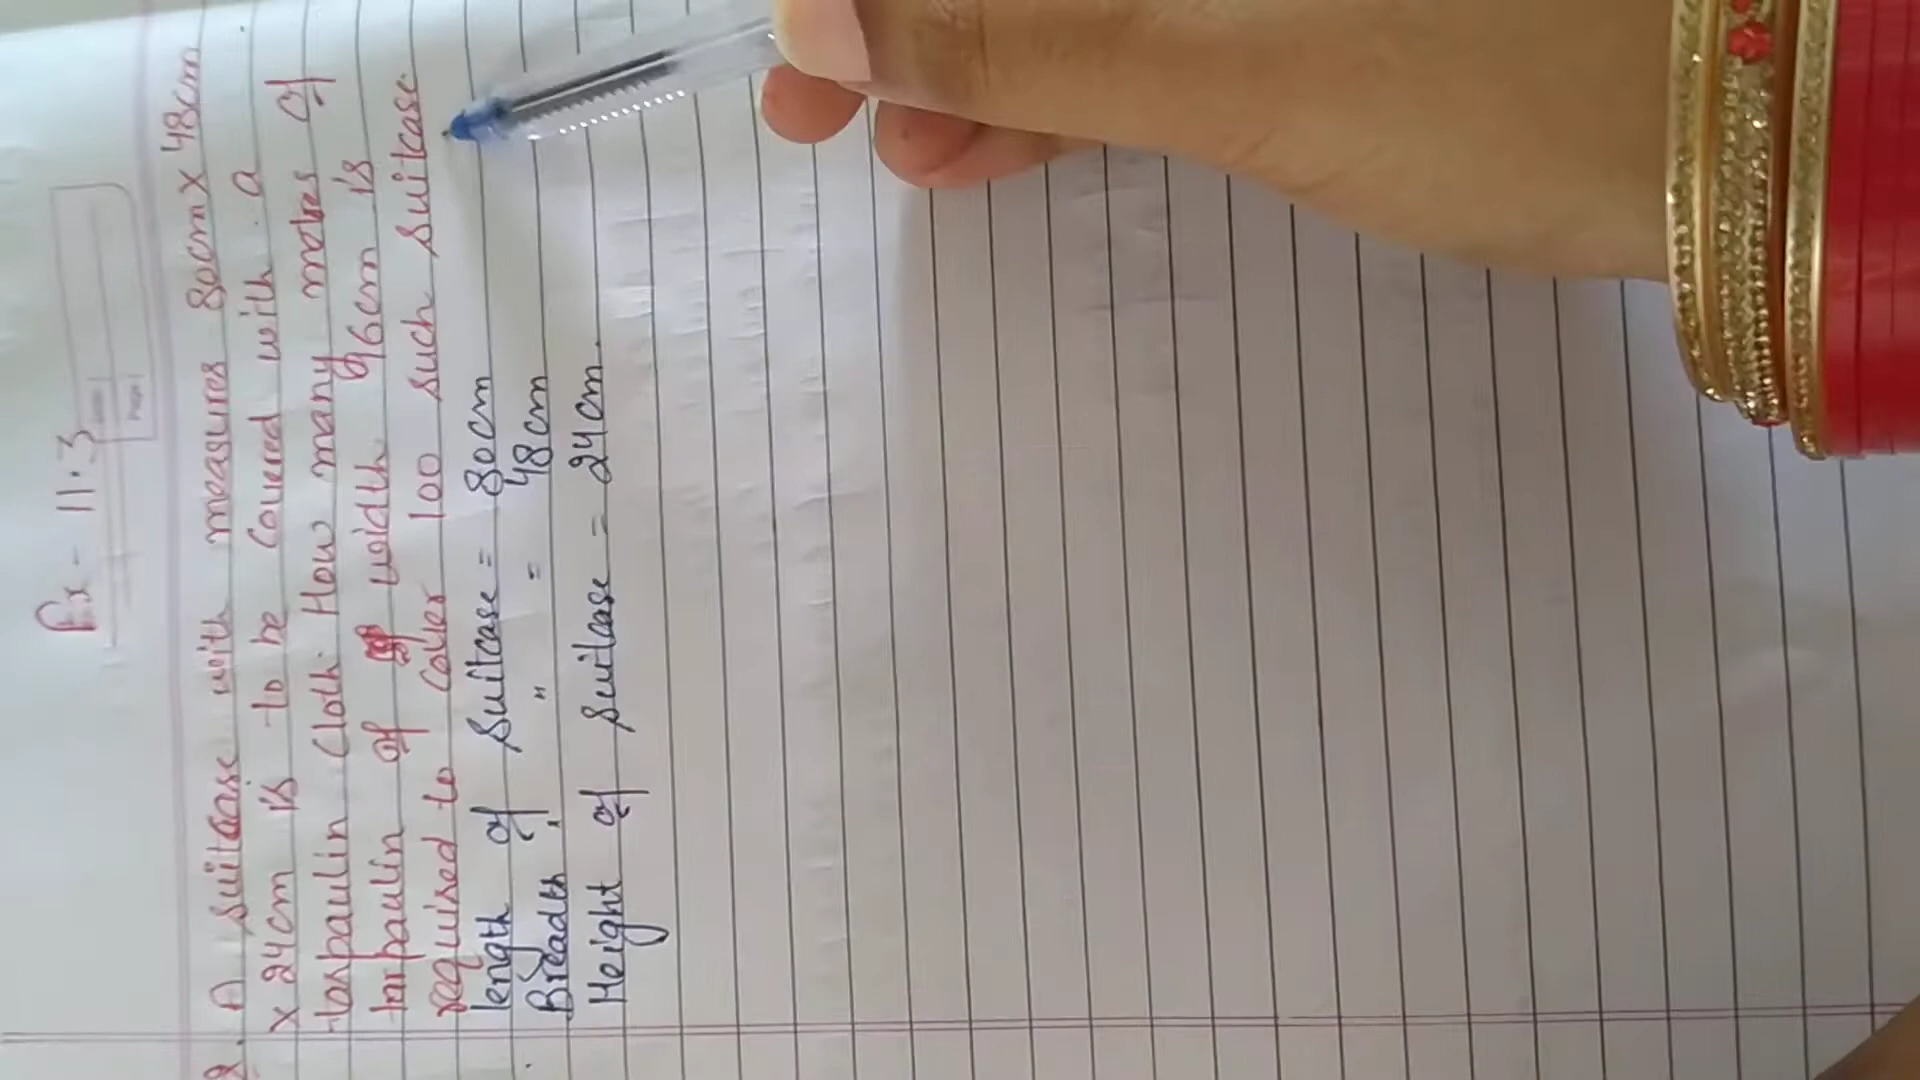 Ex - 11.3
Q. A suitcase with measures 80cm x 48cm
x 24cm is to be covered with a
tarpaulin cloth. How many metres of
tarpaulin of width 96cm is
required to cover 100 such suitcase.
length of suitcase = 80cm
Breadth " " = 48cm
Height of suitcase = 24cm.